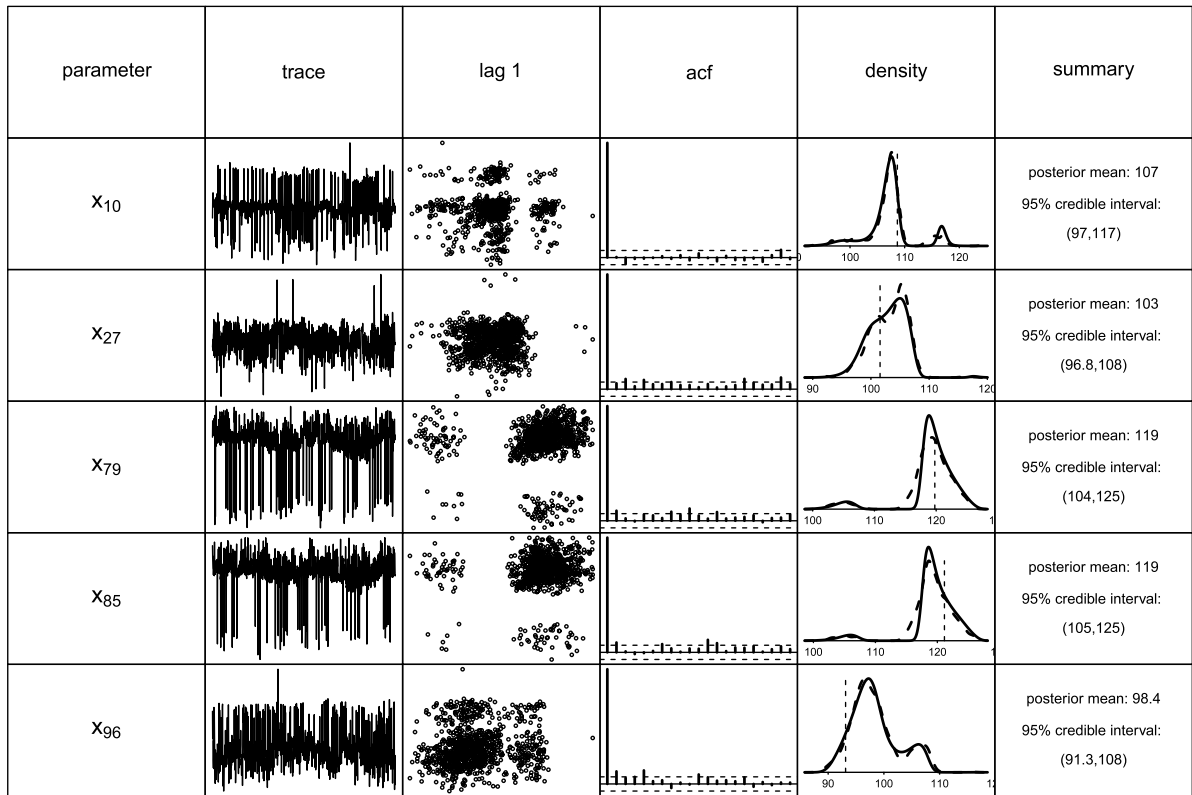 parameter trace lag 1 acf density summary
x10
100 110 120
posterior mean: 107
95% credible interval:
(97,117)
x27
90 100 110 120
posterior mean: 103
95% credible interval:
(96.8,108)
x79
100 110 120
posterior mean: 119
95% credible interval:
(104,125)
x85
100 110 120
posterior mean: 119
95% credible interval:
(105,125)
x96
90 100 110
posterior mean: 98.4
95% credible interval:
(91.3,108)